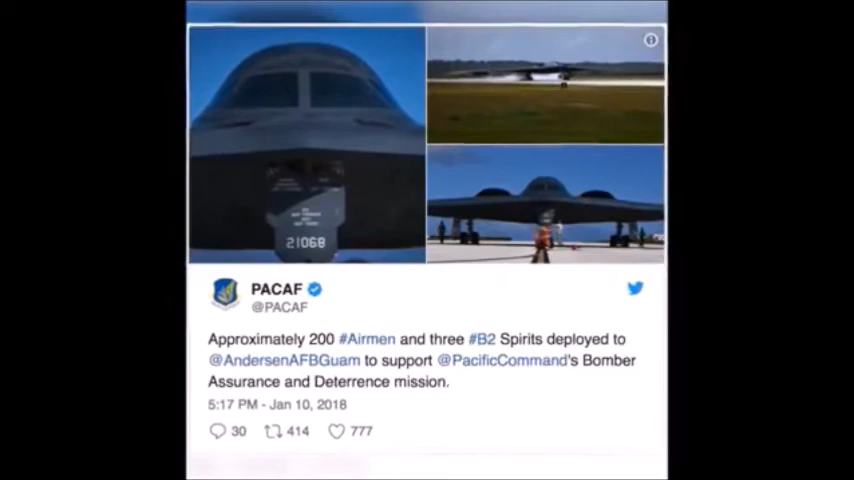 21068
PACAF
@PACAF
Approximately 200 #Airmen and three #B2 Spirits deployed to
@AndersenAFBGuam to support @PacificCommand's Bomber
Assurance and Deterrence mission.
5:17 PM - Jan 10, 2018
30 414 777